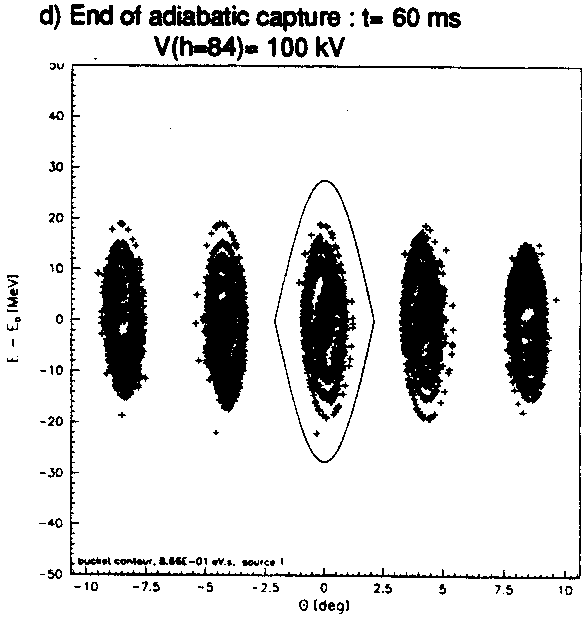 d) End of adiabatic capture : t= 60 ms
V(h=84)= 100 kV
50
40
30
20
10
0
-10
-20
-30
-40
-50
E - E₀ [MeV]
bucket contour, 8.66E-01 eV.s, source 1
-10 -7.5 -5 -2.5 0 2.5 5 7.5 10
Θ [deg]